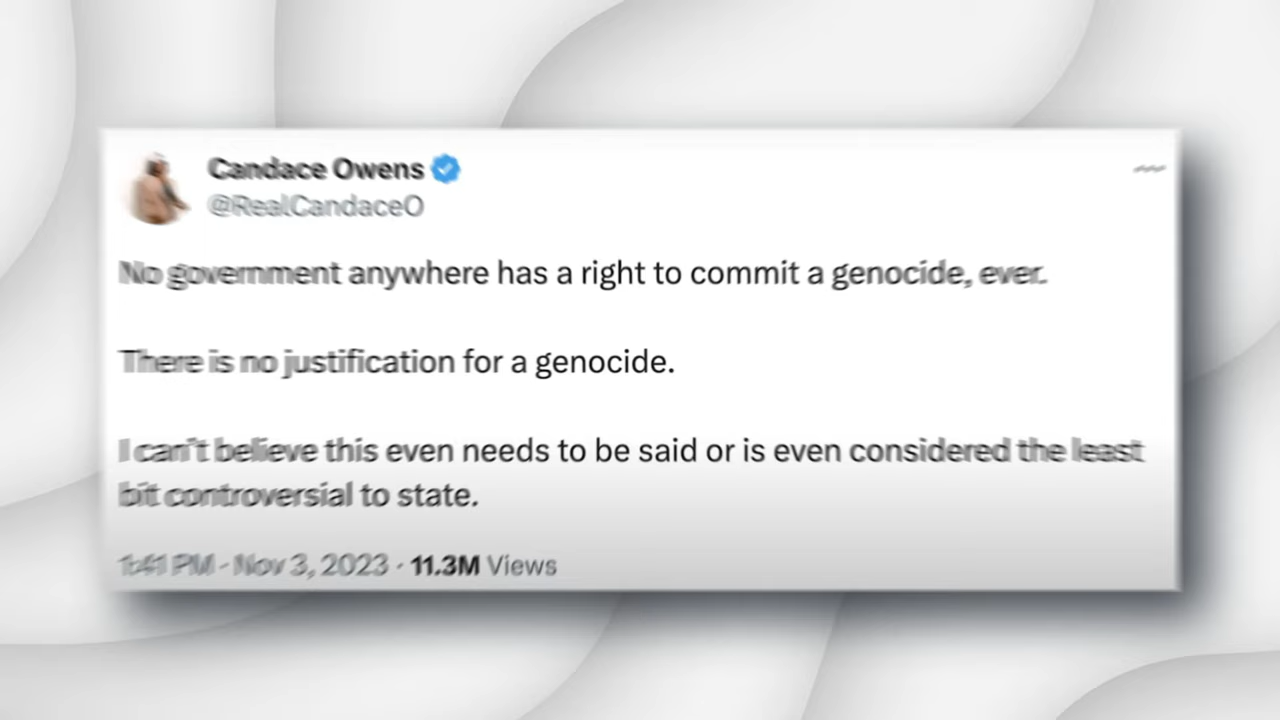 Candace Owens
@RealCandaceO
No government anywhere has a right to commit a genocide, ever.
There is no justification for a genocide.
I can't believe this even needs to be said or is even considered the least
bit controversial to state.
1:41 PM · Nov 3, 2023 · 11.3M Views